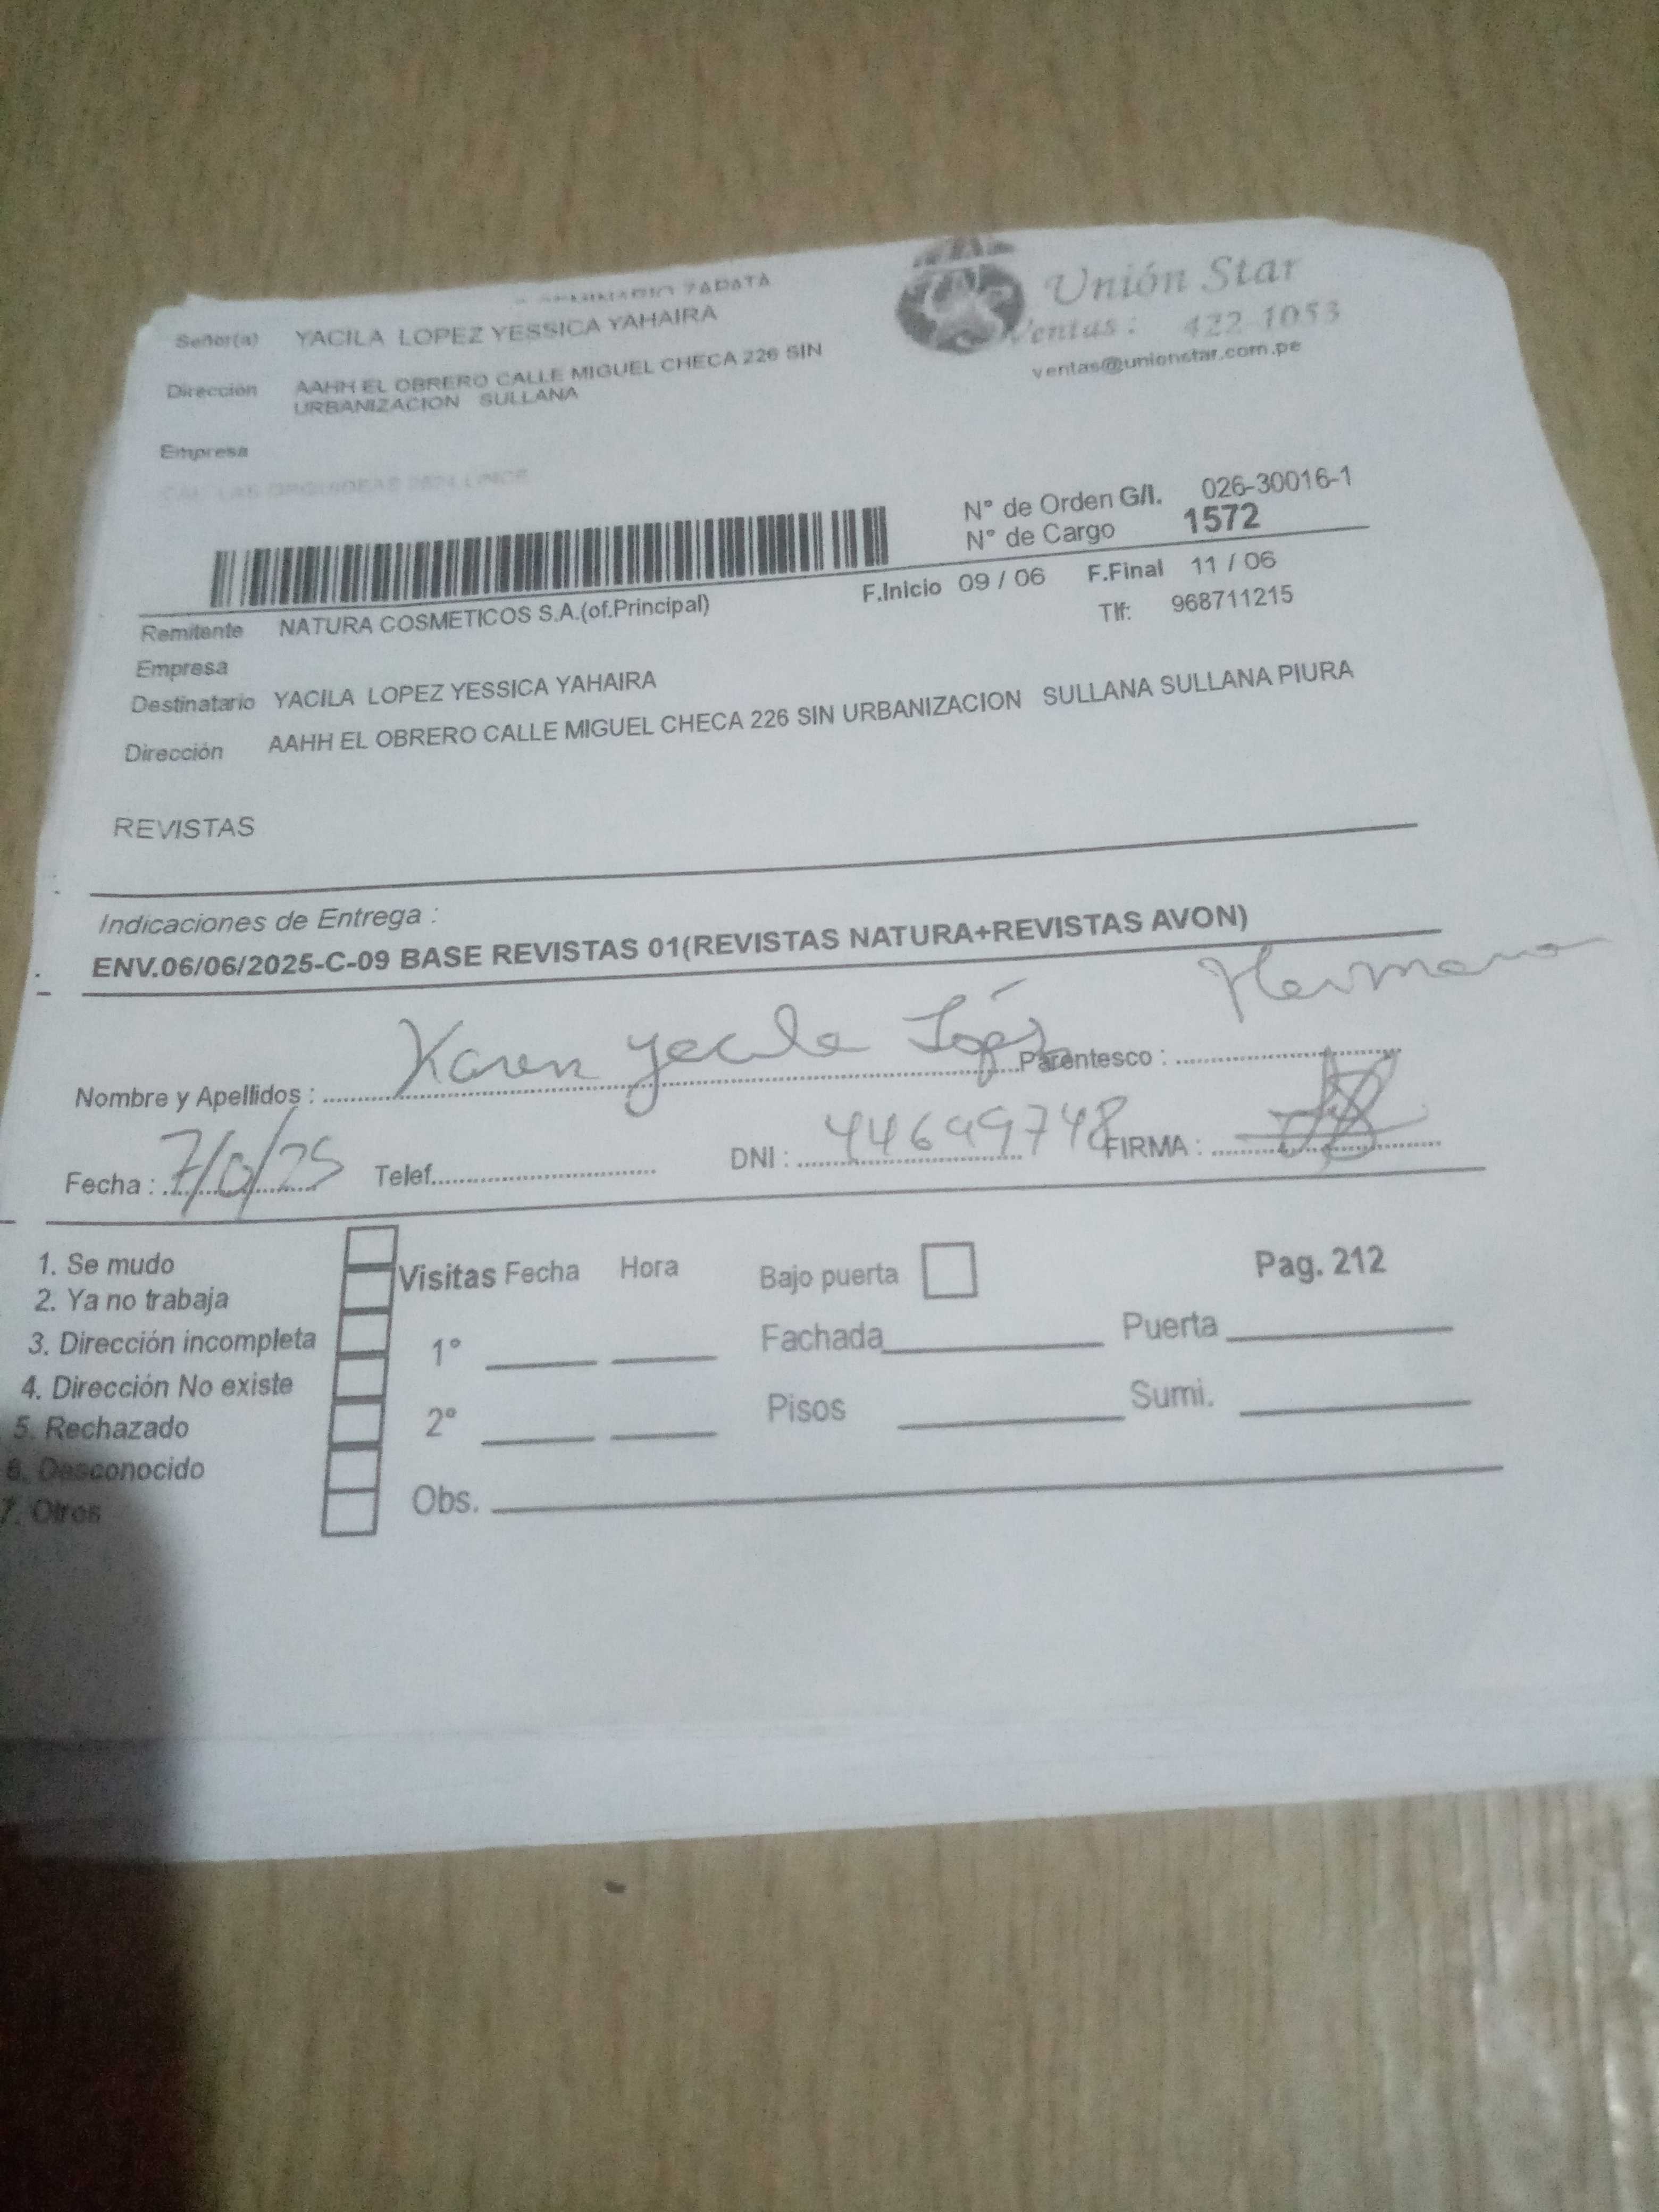 ZAPATA
Unión Star
Señor(a) YACILA LOPEZ YESSICA YAHAIRA
Ventas: 422-1053
ventas@unionstar.com.pe
Dirección AAHH EL OBRERO CALLE MIGUEL CHECA 226 SIN
URBANIZACION SULLANA
Empresa
N° de Orden G/I. 026-30016-1
N° de Cargo 1572
F.Inicio 09 / 06 F.Final 11 / 06
Remitente NATURA COSMETICOS S.A.(of.Principal)
Tlf: 968711215
Empresa
Destinatario YACILA LOPEZ YESSICA YAHAIRA
Dirección AAHH EL OBRERO CALLE MIGUEL CHECA 226 SIN URBANIZACION SULLANA SULLANA PIURA
REVISTAS
Indicaciones de Entrega :
ENV.06/06/2025-C-09 BASE REVISTAS 01(REVISTAS NATURA+REVISTAS AVON)
Nombre y Apellidos : Karen Yacila López Parentesco : Hermana
Fecha : Telef. DNI : 44699748 FIRMA :
1. Se mudo
2. Ya no trabaja
3. Dirección incompleta
4. Dirección No existe
5. Rechazado
6. Desconocido
7. Otros
Visitas Fecha Hora Bajo puerta Pag. 212
1° Fachada Puerta
2° Pisos Sumi.
Obs.